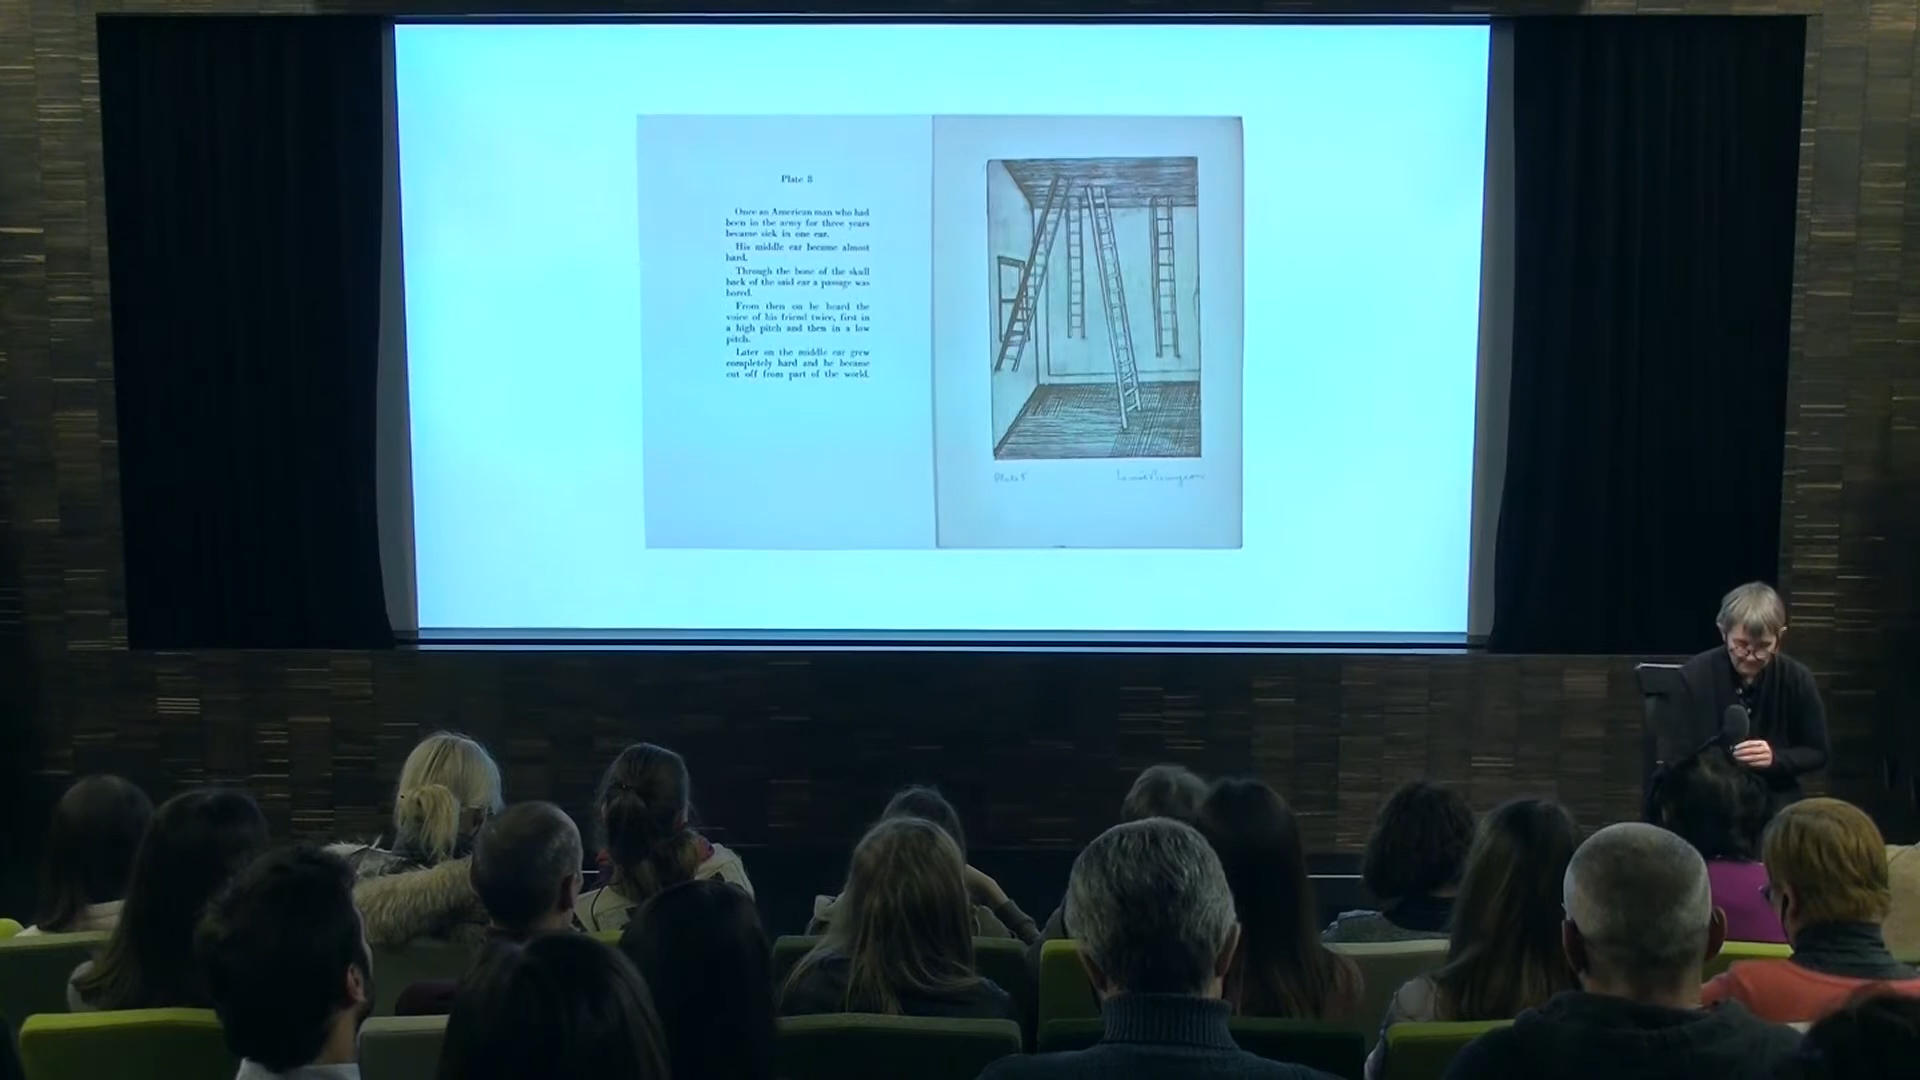 Plate 8
Once an American man who had
been in the army for three years
became sick in one ear.
His middle ear became almost
hard.
Through the bone of the skull
back of the said ear a passage was
bored.
From then on he heard the
voice of his friend twice, first in
a high pitch and then in a low
pitch.
Later on the middle ear grew
completely hard and he became
cut off from part of the world.
Plate 8
Louise Bourgeois